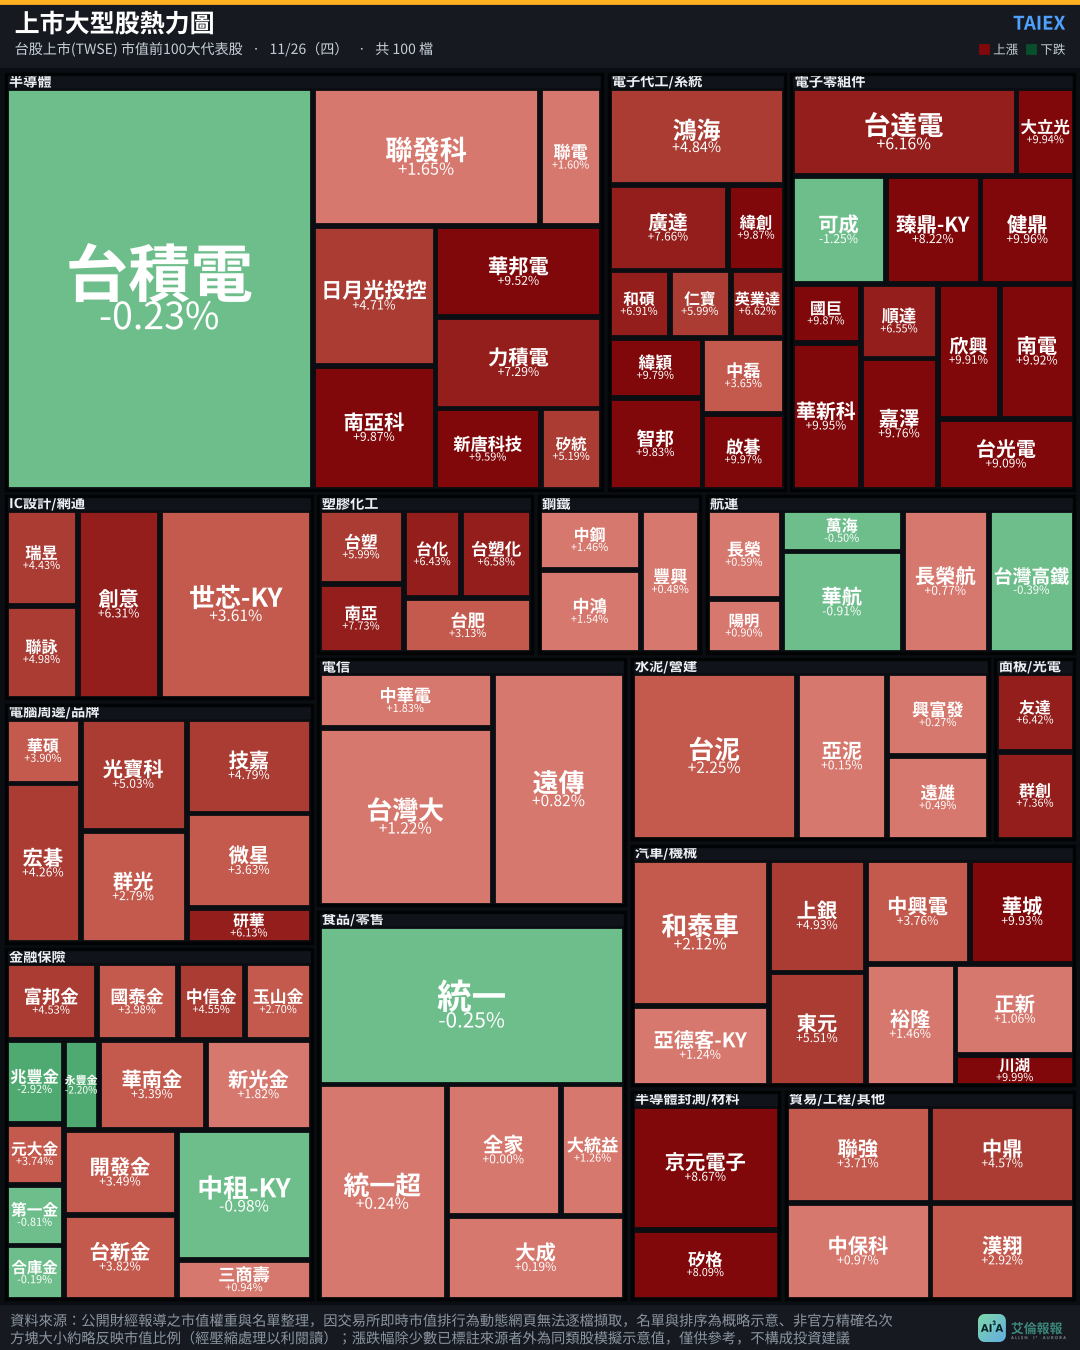 上市大型股熱力圖
台股上市(TWSE) 市值前100大代表股 · 11/26（四） · 共 100 檔
TAIEX
上漲 下跌
半導體
台積電
-0.23%
聯發科
+1.65%
聯電
+1.60%
日月光投控
+4.71%
華邦電
+9.52%
力積電
+7.29%
南亞科
+9.87%
新唐科技
+9.59%
矽統
+5.19%
電子代工/系統
鴻海
+4.84%
廣達
+7.66%
緯創
+9.87%
和碩
+6.91%
仁寶
+5.99%
英業達
+6.62%
緯穎
+9.79%
中磊
+3.65%
智邦
+9.83%
啟碁
+9.97%
電子零組件
台達電
+6.16%
大立光
+9.94%
可成
-1.25%
臻鼎-KY
+8.22%
健鼎
+9.96%
國巨
+9.87%
順達
+6.55%
欣興
+9.91%
南電
+9.92%
華新科
+9.95%
嘉澤
+9.76%
台光電
+9.09%
IC設計/網通
瑞昱
+4.43%
創意
+6.31%
世芯-KY
+3.61%
聯詠
+4.98%
塑膠化工
台塑
+5.99%
台化
+6.43%
台塑化
+6.58%
南亞
+7.73%
台肥
+3.13%
鋼鐵
中鋼
+1.46%
中鴻
+1.54%
豐興
+0.48%
航運
長榮
+0.59%
陽明
+0.90%
萬海
-0.50%
華航
-0.91%
長榮航
+0.77%
台灣高鐵
-0.39%
電信
中華電
+1.83%
台灣大
+1.22%
遠傳
+0.82%
水泥/營建
台泥
+2.25%
亞泥
+0.15%
興富發
+0.27%
遠雄
+0.49%
面板/光電
友達
+6.42%
群創
+7.36%
電腦周邊/品牌
華碩
+3.90%
光寶科
+5.03%
技嘉
+4.79%
宏碁
+4.26%
群光
+2.79%
微星
+3.63%
研華
+6.13%
食品/零售
統一
-0.25%
統一超
+0.24%
全家
+0.00%
大統益
+1.26%
大成
+0.19%
汽車/機械
和泰車
+2.12%
上銀
+4.93%
中興電
+3.76%
華城
+9.93%
亞德客-KY
+1.24%
東元
+5.51%
裕隆
+1.46%
正新
+1.06%
川湖
+9.99%
金融保險
富邦金
+4.53%
國泰金
+3.98%
中信金
+4.55%
玉山金
+2.70%
兆豐金
-2.92%
永豐金
-2.20%
華南金
+3.39%
新光金
+1.82%
元大金
+3.74%
開發金
+3.49%
中租-KY
-0.98%
第一金
-0.81%
台新金
+3.82%
合庫金
-0.19%
三商壽
+0.94%
半導體封測/材料
京元電子
+8.67%
矽格
+8.09%
貿易/工程/其他
聯強
+3.71%
中鼎
+4.57%
中保科
+0.97%
漢翔
+2.92%
資料來源：公開財經報導之市值權重與名單整理，因交易所即時市值排行為動態網頁無法逐檔擷取，名單與排序為概略示意、非官方精確名次
方塊大小約略反映市值比例（經壓縮處理以利閱讀）；漲跌幅除少數已標註來源者外為同類股模擬示意值，僅供參考，不構成投資建議
艾倫報報